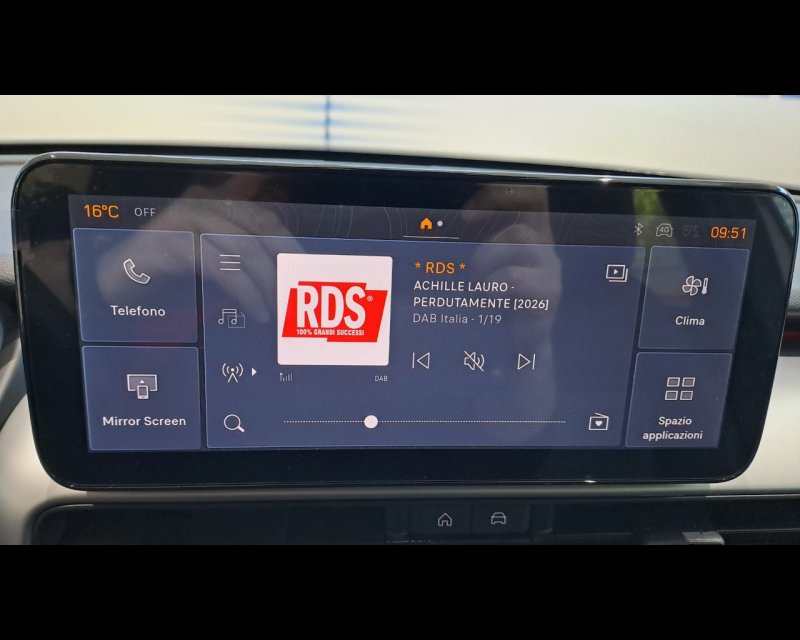 16°C OFF
4G
09:51
Telefono
Mirror Screen
RDS®
100% GRANDI SUCCESSI
DAB
* RDS *
ACHILLE LAURO -
PERDUTAMENTE [2026]
DAB Italia - 1/19
Clima
Spazio
applicazioni